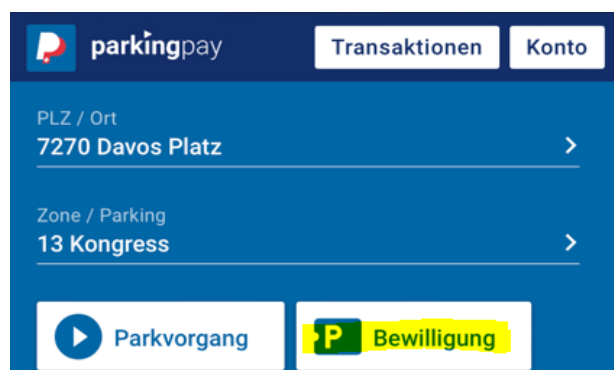 parkingpay Transaktionen Konto
PLZ / Ort
7270 Davos Platz
Zone / Parking
13 Kongress
Parkvorgang P Bewilligung